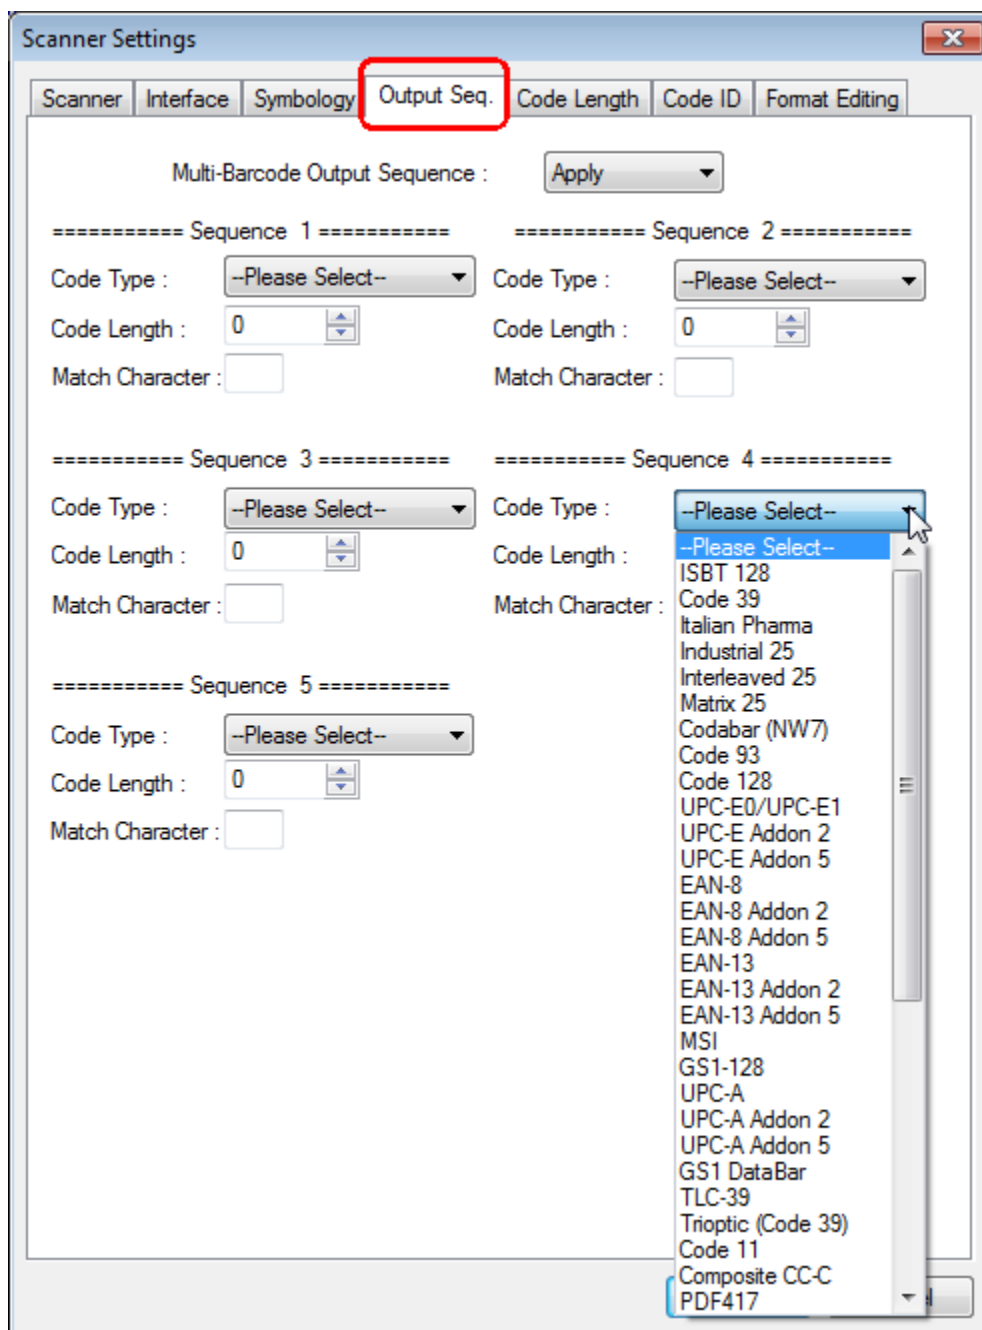 Scanner Settings
Scanner Interface Symbology Output Seq. Code Length Code ID Format Editing
Multi-Barcode Output Sequence : Apply
=========== Sequence 1 =========== =========== Sequence 2 ===========
Code Type : --Please Select-- Code Type : --Please Select--
Code Length : 0 Code Length : 0
Match Character : Match Character :
=========== Sequence 3 =========== =========== Sequence 4 ===========
Code Type : --Please Select-- Code Type : --Please Select--
Code Length : 0 Code Length :
Match Character : Match Character :
=========== Sequence 5 ===========
Code Type : --Please Select--
Code Length : 0
Match Character :
--Please Select--
ISBT 128
Code 39
Italian Pharma
Industrial 25
Interleaved 25
Matrix 25
Codabar (NW7)
Code 93
Code 128
UPC-E0/UPC-E1
UPC-E Addon 2
UPC-E Addon 5
EAN-8
EAN-8 Addon 2
EAN-8 Addon 5
EAN-13
EAN-13 Addon 2
EAN-13 Addon 5
MSI
GS1-128
UPC-A
UPC-A Addon 2
UPC-A Addon 5
GS1 DataBar
TLC-39
Trioptic (Code 39)
Code 11
Composite CC-C
PDF417